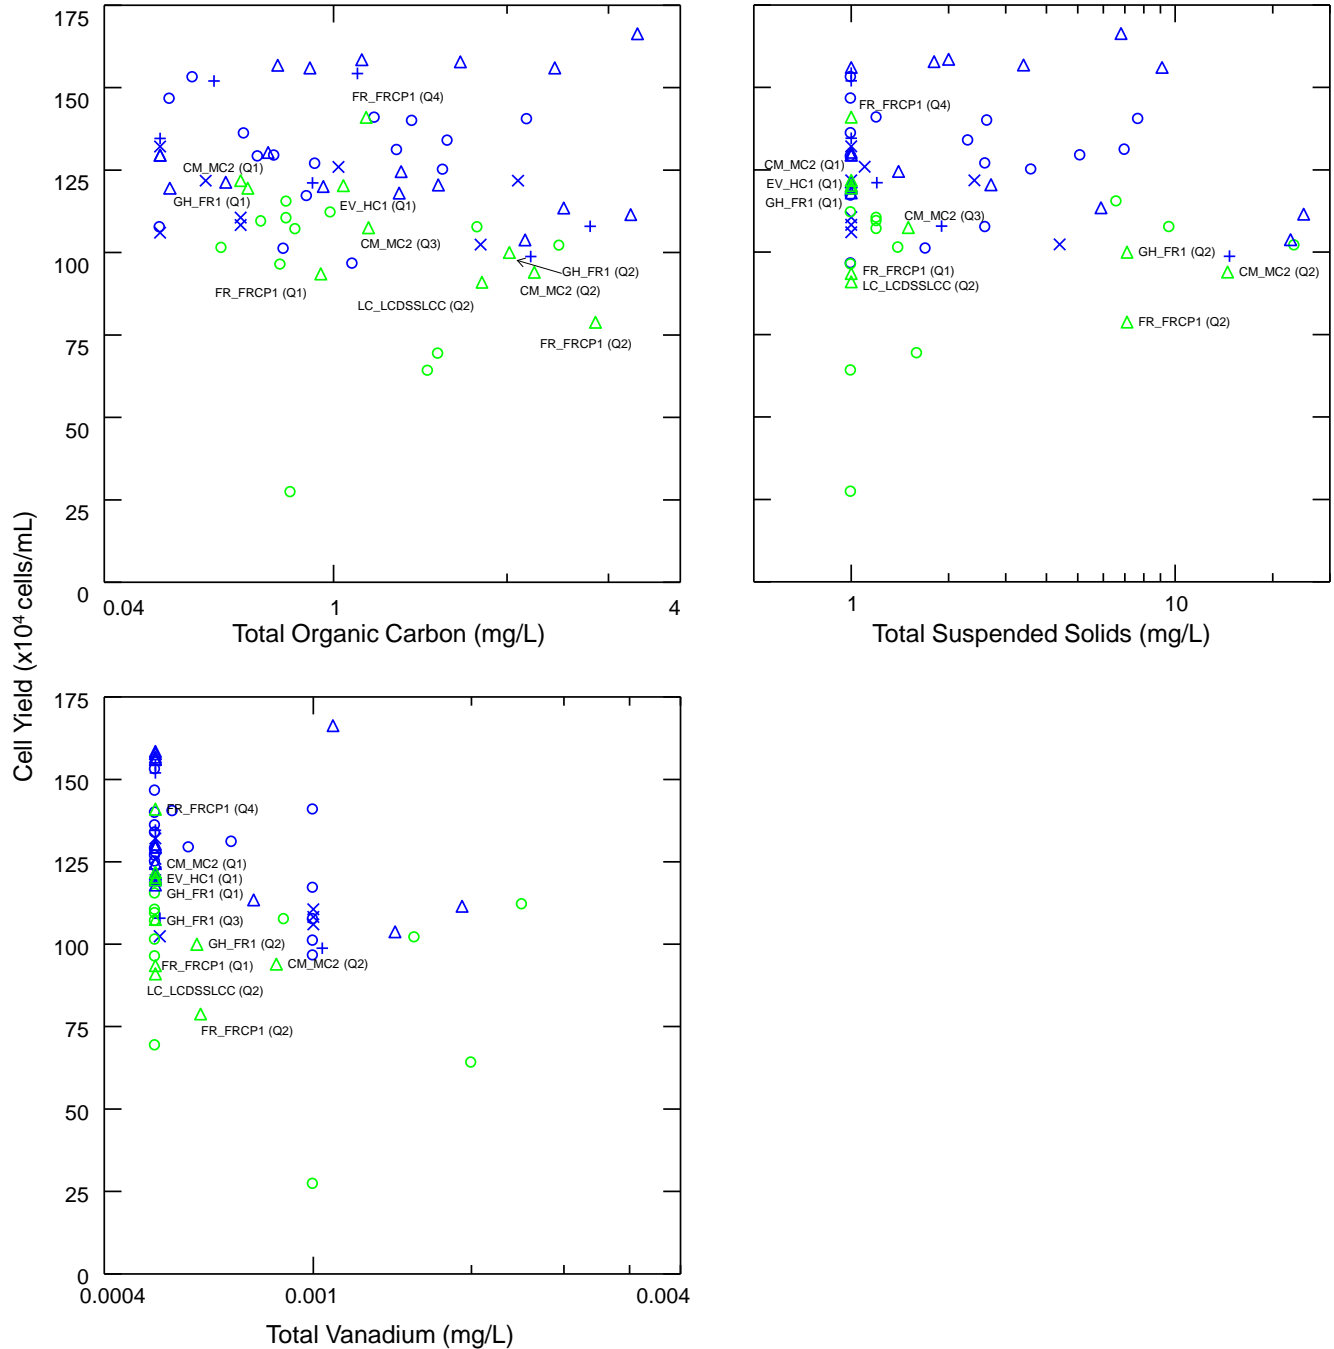 175
150
125
100
75
50
25
0
FR_FRCP1 (Q4)
CM_MC2 (Q1)
GH_FR1 (Q1)
EV_HC1 (Q1)
CM_MC2 (Q3)
FR_FRCP1 (Q1)
GH_FR1 (Q2)
CM_MC2 (Q2)
LC_LCDSSLCC (Q2)
FR_FRCP1 (Q2)
0.04
1
4
Total Organic Carbon (mg/L)
FR_FRCP1 (Q4)
CM_MC2 (Q1)
EV_HC1 (Q1)
GH_FR1 (Q1)
CM_MC2 (Q3)
GH_FR1 (Q2)
FR_FRCP1 (Q1)
CM_MC2 (Q2)
LC_LCDSSLCC (Q2)
FR_FRCP1 (Q2)
1
10
Total Suspended Solids (mg/L)
Cell Yield (x10⁴ cells/mL)
175
150
125
100
75
50
25
0
FR_FRCP1 (Q4)
CM_MC2 (Q1)
EV_HC1 (Q1)
GH_FR1 (Q1)
GH_FR1 (Q3)
GH_FR1 (Q2)
FR_FRCP1 (Q1)
CM_MC2 (Q2)
LC_LCDSSLCC (Q2)
FR_FRCP1 (Q2)
0.0004
0.001
0.004
Total Vanadium (mg/L)